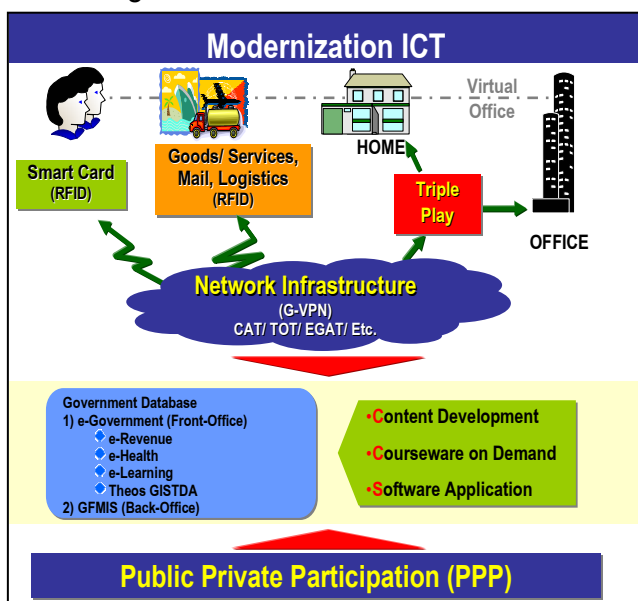 Modernization ICT
Virtual
Office
HOME
Smart Card
(RFID)
Goods/ Services,
Mail, Logistics
(RFID)
Triple
Play
OFFICE
Network Infrastructure
(G-VPN)
CAT/ TOT/ EGAT/ Etc.
Government Database
1) e-Government (Front-Office)
e-Revenue
e-Health
e-Learning
Theos GISTDA
2) GFMIS (Back-Office)
•Content Development
•Courseware on Demand
•Software Application
Public Private Participation (PPP)